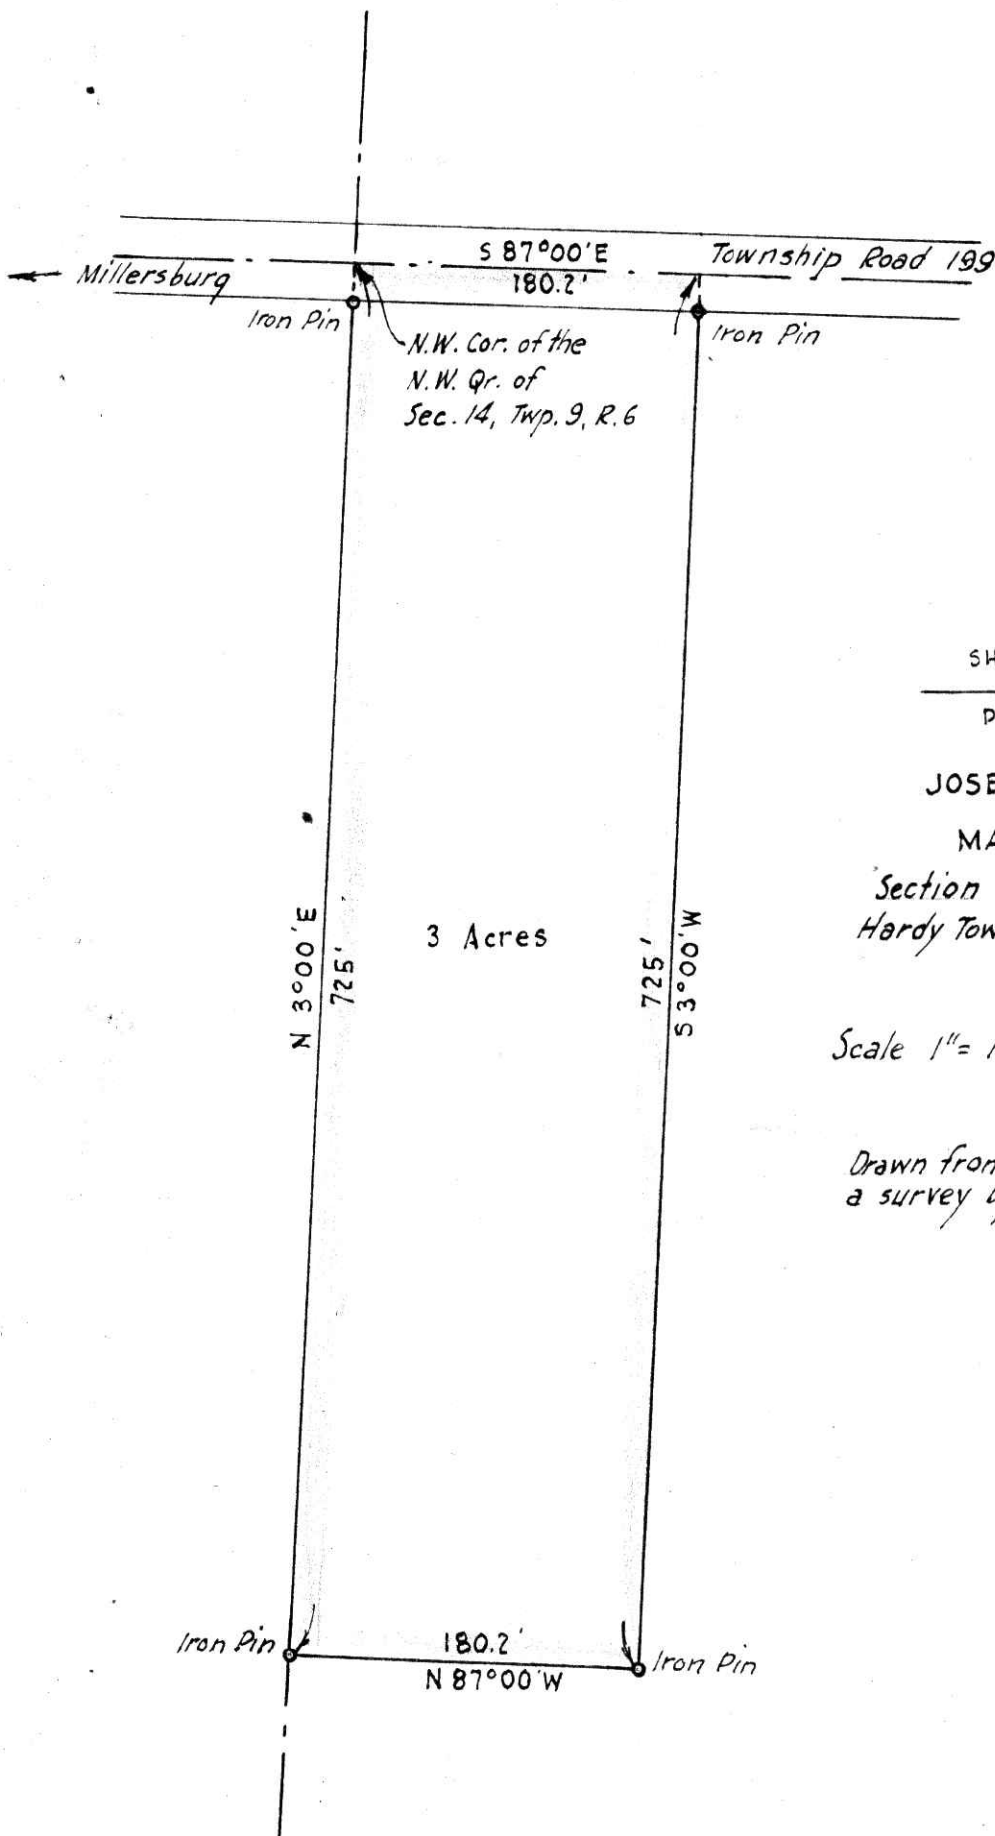 S 87°00'E
Township Road 199
Millersburg
180.2'
Iron Pin
Iron Pin
N.W. Cor. of the
N.W. Qr. of
Sec. 14, Twp. 9, R. 6
N 3°00'E
725'
3 Acres
725'
S 3°00'W
SH
P
JOSE
MA
Section
Hardy Tow
Scale 1"=
Drawn from
a survey
Iron Pin
180.2'
N 87°00'W
Iron Pin